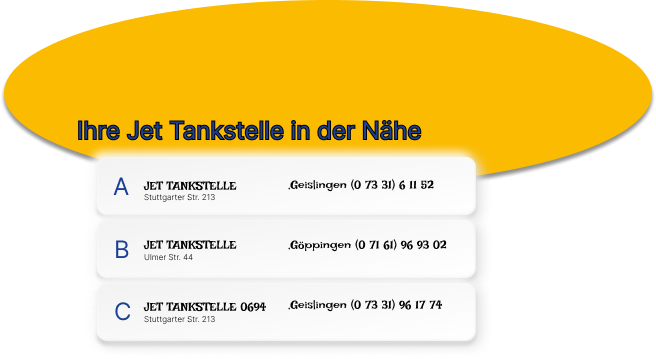 Ihre Jet Tankstelle in der Nähe
A JET TANKSTELLE .Geislingen (0 73 31) 6 11 52
Stuttgarter Str. 213
B JET TANKSTELLE .Göppingen (0 71 61) 96 93 02
Ulmer Str. 44
C JET TANKSTELLE 0694 .Geislingen (0 73 31) 96 17 74
Stuttgarter Str. 213